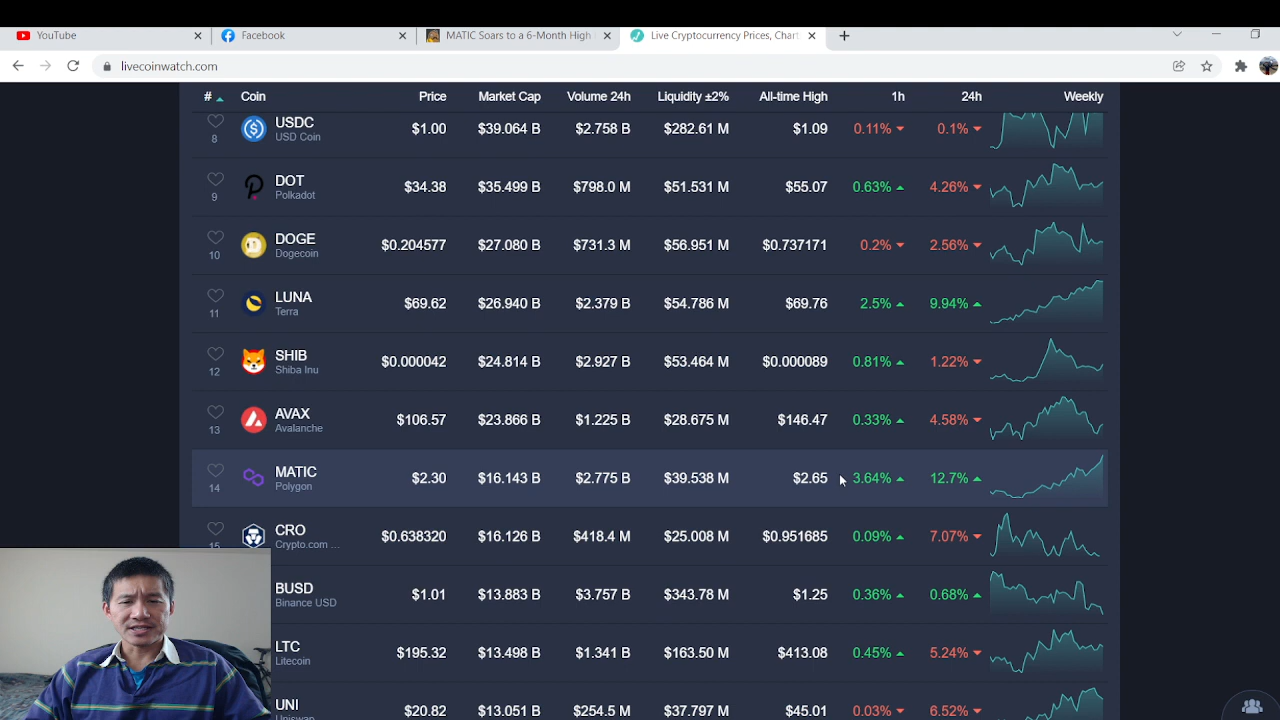 YouTube
Facebook
MATIC Soars to a 6-Month High
Live Cryptocurrency Prices, Chart
livecoinwatch.com
# Coin Price Market Cap Volume 24h Liquidity ±2% All-time High 1h 24h Weekly
8 USDC USD Coin $1.00 $39.064 B $2.758 B $282.61 M $1.09 0.11% 0.1%
9 DOT Polkadot $34.38 $35.499 B $798.0 M $51.531 M $55.07 0.63% 4.26%
10 DOGE Dogecoin $0.204577 $27.080 B $731.3 M $56.951 M $0.737171 0.2% 2.56%
11 LUNA Terra $69.62 $26.940 B $2.379 B $54.786 M $69.76 2.5% 9.94%
12 SHIB Shiba Inu $0.000042 $24.814 B $2.927 B $53.464 M $0.000089 0.81% 1.22%
13 AVAX Avalanche $106.57 $23.866 B $1.225 B $28.675 M $146.47 0.33% 4.58%
14 MATIC Polygon $2.30 $16.143 B $2.775 B $39.538 M $2.65 3.64% 12.7%
15 CRO Crypto.com ... $0.638320 $16.126 B $418.4 M $25.008 M $0.951685 0.09% 7.07%
BUSD Binance USD $1.01 $13.883 B $3.757 B $343.78 M $1.25 0.36% 0.68%
LTC Litecoin $195.32 $13.498 B $1.341 B $163.50 M $413.08 0.45% 5.24%
UNI Uniswap $20.82 $13.051 B $254.5 M $37.797 M $45.01 0.03% 6.52%